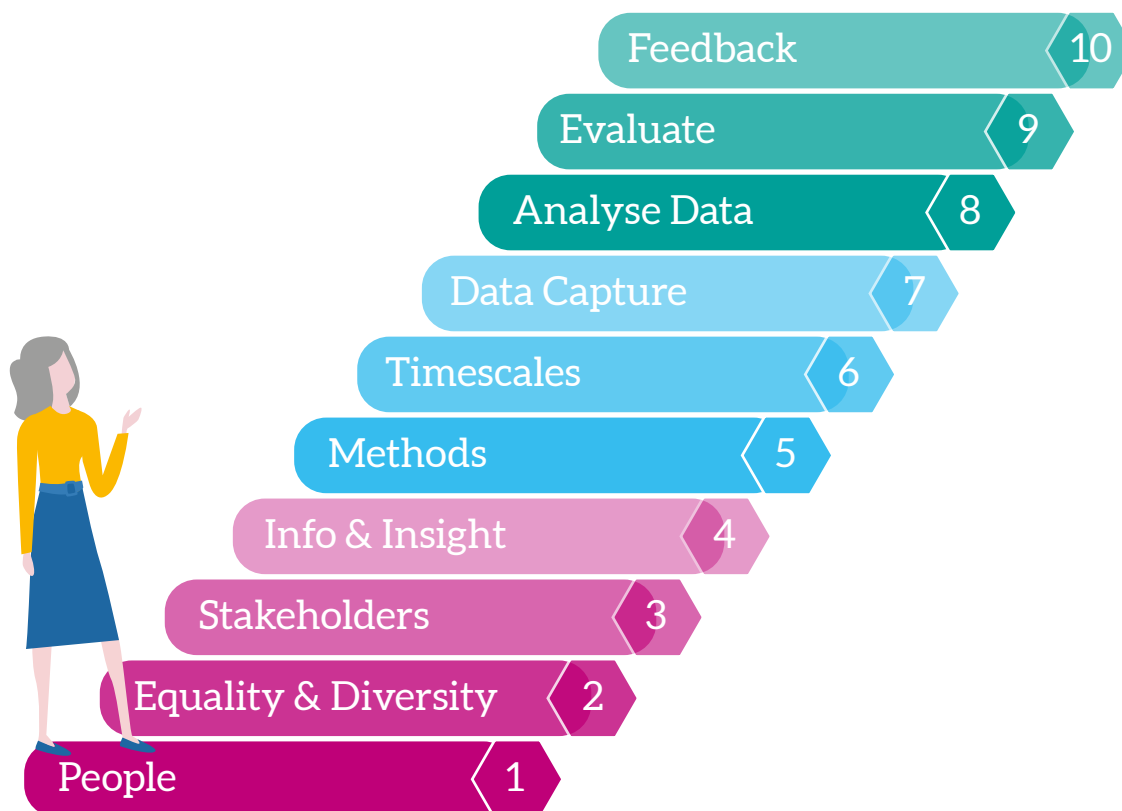 Feedback 10
Evaluate 9
Analyse Data 8
Data Capture 7
Timescales 6
Methods 5
Info & Insight 4
Stakeholders 3
Equality & Diversity 2
People 1